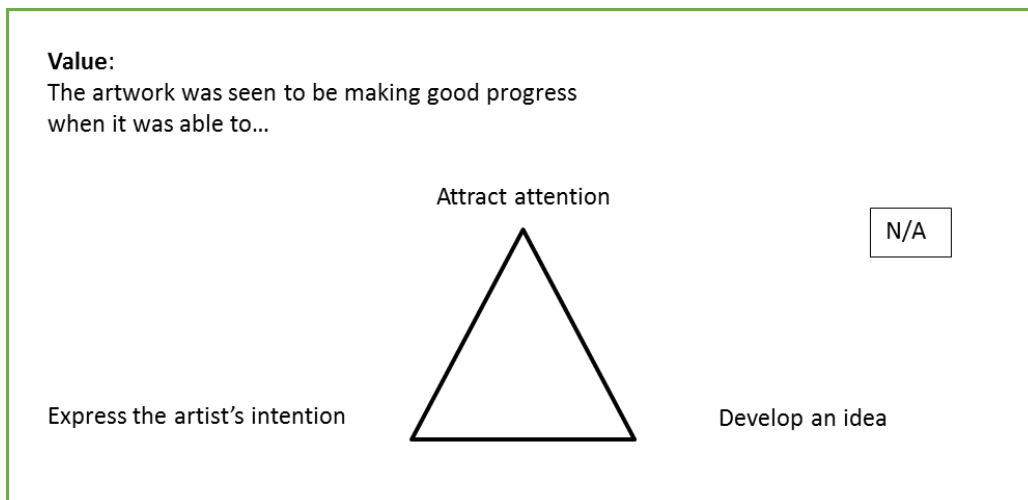 Value:
The artwork was seen to be making good progress
when it was able to…
Attract attention
N/A
Express the artist’s intention
Develop an idea